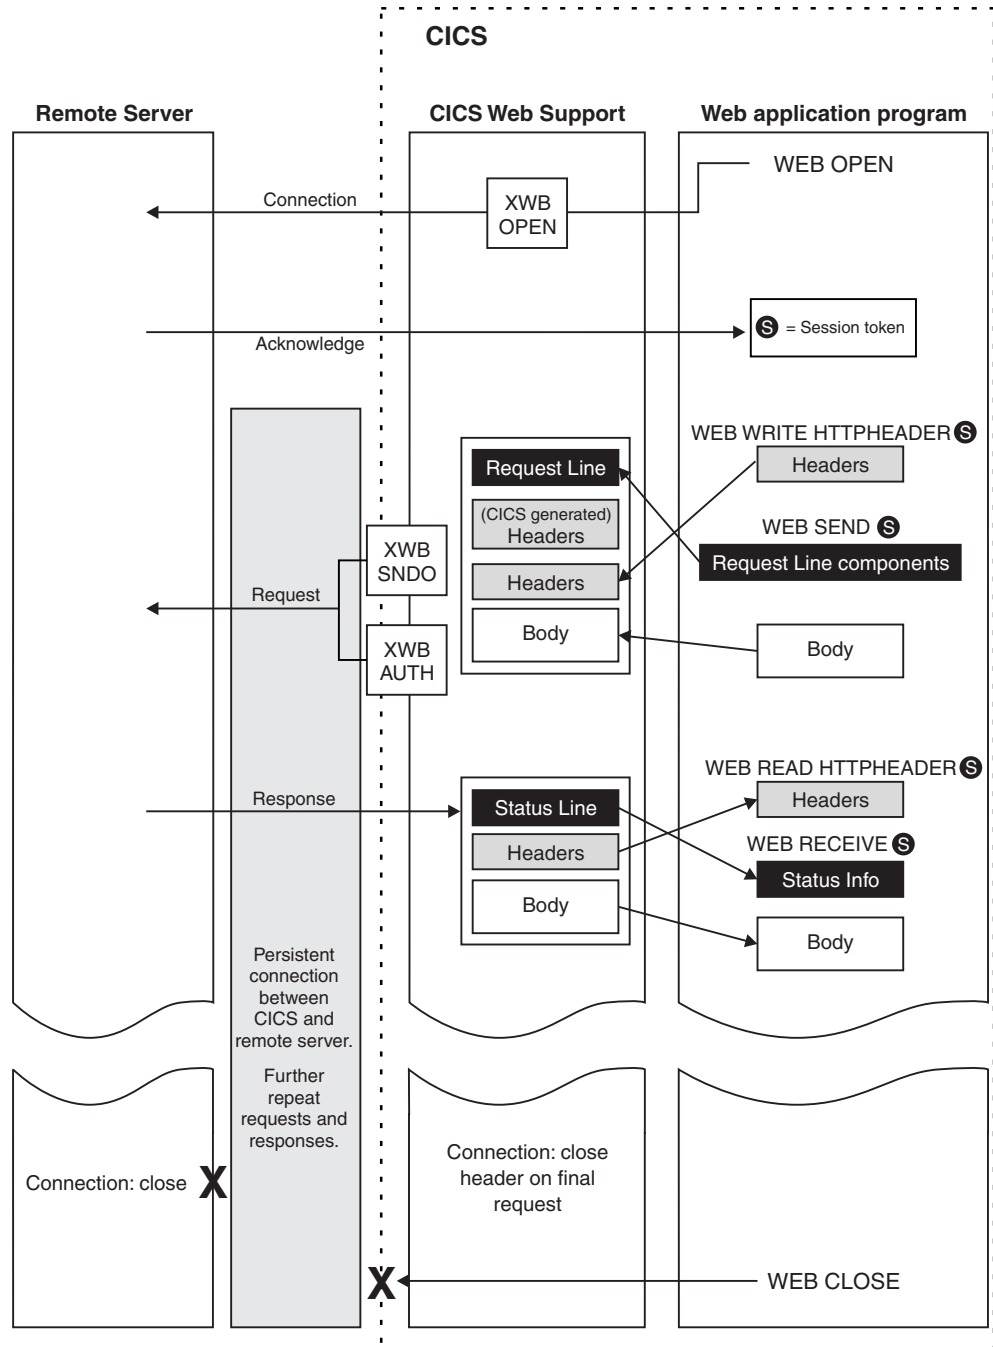 CICS
Remote Server
CICS Web Support
Web application program
WEB OPEN
Connection
XWB
OPEN
S = Session token
Acknowledge
WEB WRITE HTTPHEADER S
Headers
Request Line
(CICS generated)
Headers
WEB SEND S
Request Line components
XWB
SNDO
Headers
Request
Body
Body
XWB
AUTH
WEB READ HTTPHEADER S
Headers
Response
Status Line
WEB RECEIVE S
Headers
Status Info
Body
Body
Persistent
connection
between
CICS and
remote server.
Further
repeat
requests and
responses.
Connection: close
header on final
request
Connection: close X
X
WEB CLOSE